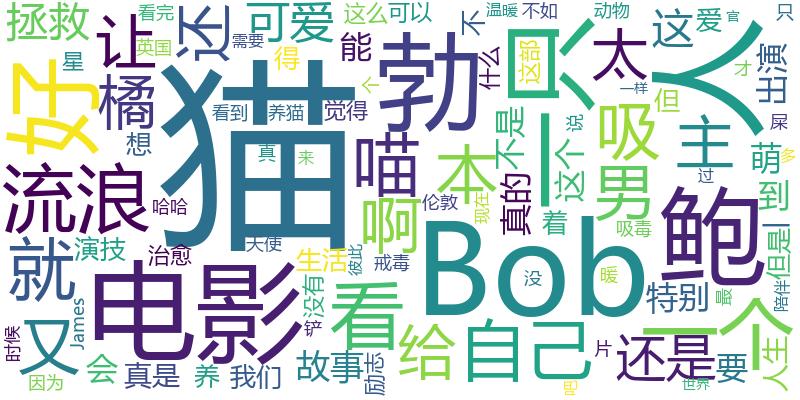 拯救
看完
让
还
可爱
这么
可以
温暖
不如
动物
只
星
英国
需要
能
不
这
爱
官
好
橘
猫
得
勃
什么
这部
只
太
人
才
出演
想
看到
养猫
个
觉得
喵
本
不是
一
这个
说
吸
但
一样
屎
主
萌
多
流浪
哈哈
真
来
啊
伦敦
现在
真的
着
男
吸毒
鲍
过
到
就
演技
治愈
天使
生活
彼此
戒毒
Bob
没
暖
特别
最
但是
陪伴
一
时候
又
James
电影
没有
铲
看
给
自己
一个
人生
因为
会
真是
养
我们
故事
励志
吧
片
还是
世界
要